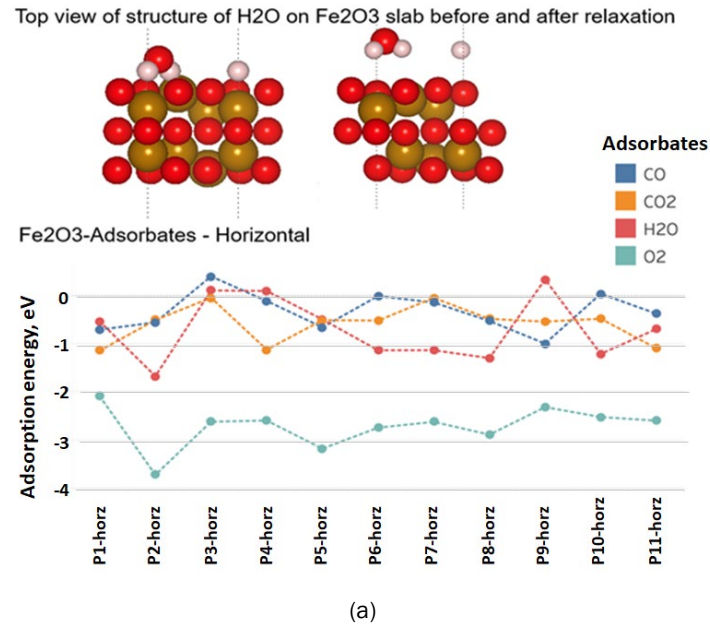 Top view of structure of H2O on Fe2O3 slab before and after relaxation
Adsorbates
CO
CO2
H2O
O2
Fe2O3-Adsorbates - Horizontal
Adsorption energy, eV
0
-1
-2
-3
-4
P1-horz
P2-horz
P3-horz
P4-horz
P5-horz
P6-horz
P7-horz
P8-horz
P9-horz
P10-horz
P11-horz
(a)